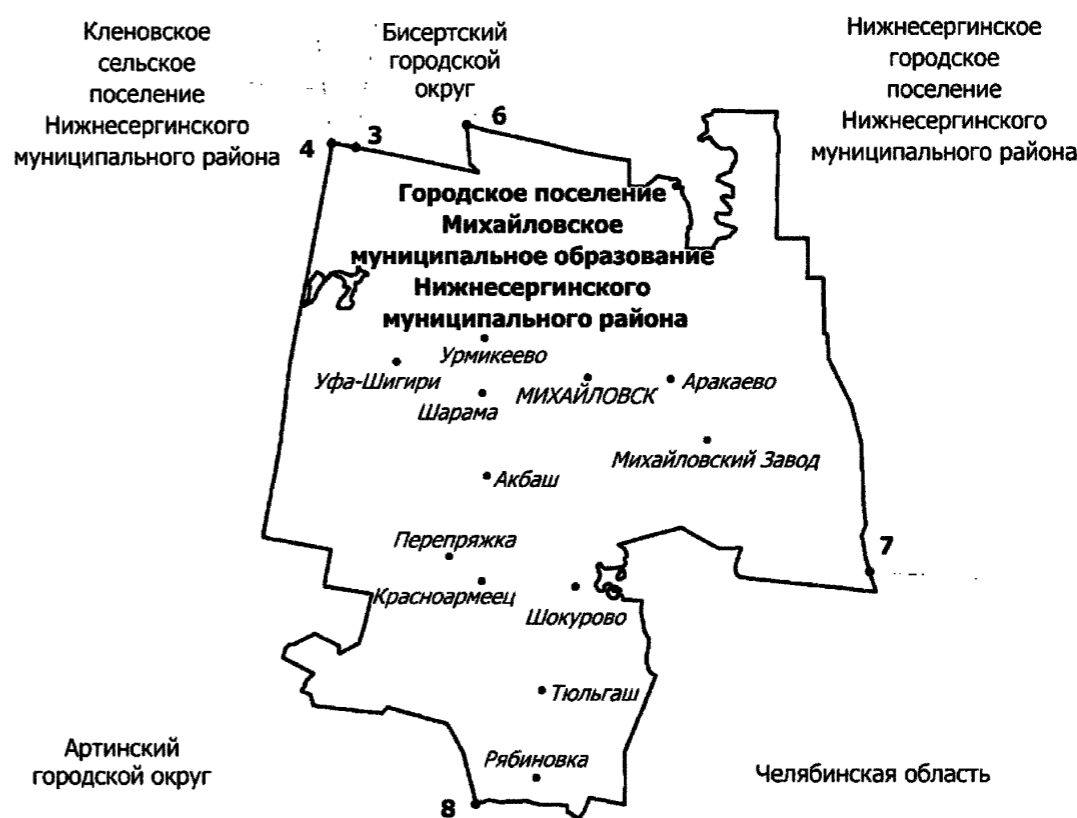 Кленовское
сельское
поселение
Нижнесергинского
муниципального района
Бисертский
городской
округ
Нижнесергинское
городское
поселение
Нижнесергинского
муниципального района
4
3
6
Городское поселение
Михайловское
муниципальное образование
Нижнесергинского
муниципального района
Урмикеево
Уфа-Шигири
Шарама
МИХАЙЛОВСК
Аракаево
Михайловский Завод
Акбаш
Перепряжка
Красноармеец
Шокурово
7
Тюльгаш
Рябиновка
8
Артинский
городской округ
Челябинская область